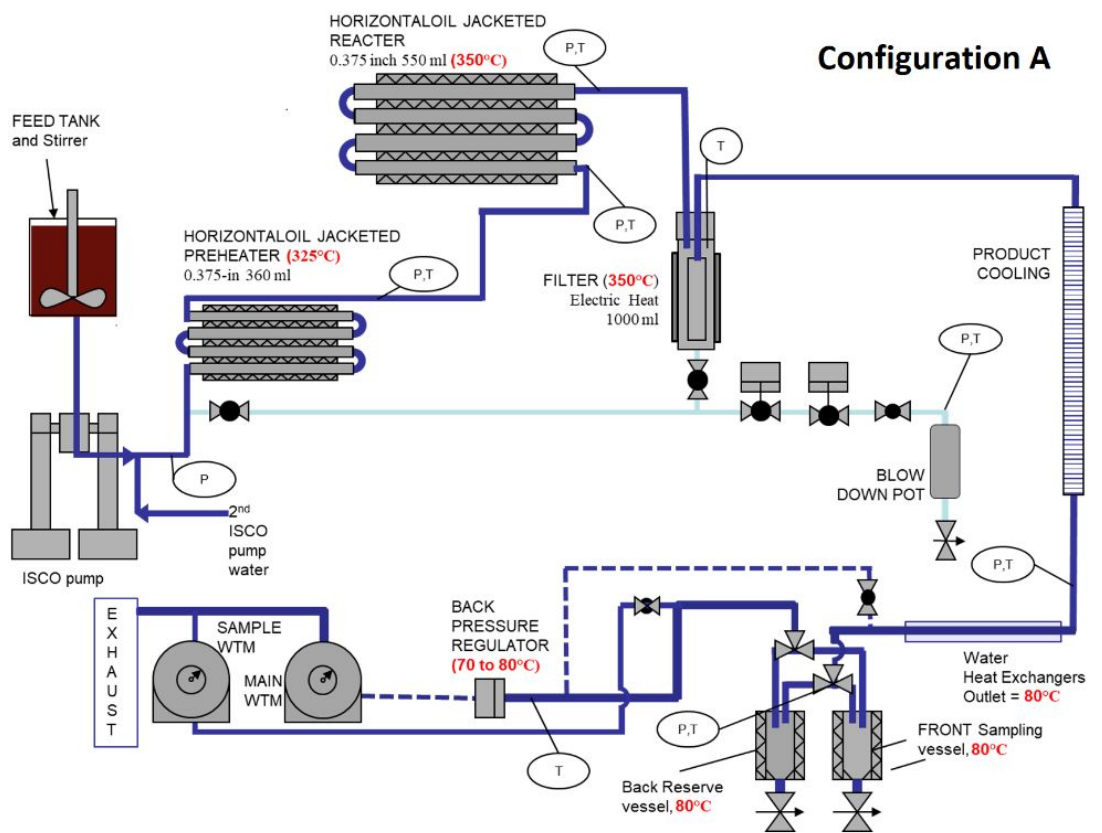 Configuration A
HORIZONTALOIL JACKETED
REACTER
0.375 inch 550 ml (350°C)
P,T
FEED TANK
and Stirrer
T
P,T
HORIZONTALOIL JACKETED
PREHEATER (325°C)
0.375-in 360 ml
P,T
FILTER (350°C)
Electric Heat
1000 ml
PRODUCT
COOLING
P,T
P
BLOW
DOWN POT
2nd
ISCO
pump
water
ISCO pump
P,T
EXHAUST
SAMPLE
WTM
MAIN
WTM
BACK
PRESSURE
REGULATOR
(70 to 80°C)
Water
Heat Exchangers
Outlet = 80°C
P,T
T
FRONT Sampling
vessel, 80°C
Back Reserve
vessel, 80°C